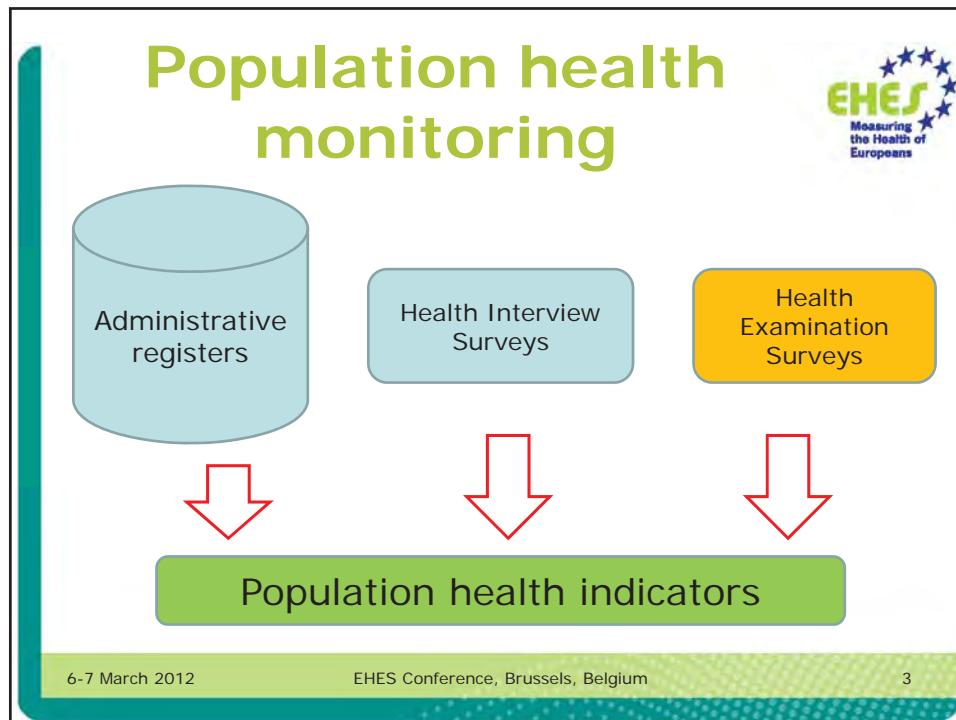 Population health
monitoring
EHES
Measuring
the Health of
Europeans
Administrative
registers
Health Interview
Surveys
Health
Examination
Surveys
Population health indicators
6-7 March 2012
EHES Conference, Brussels, Belgium
3